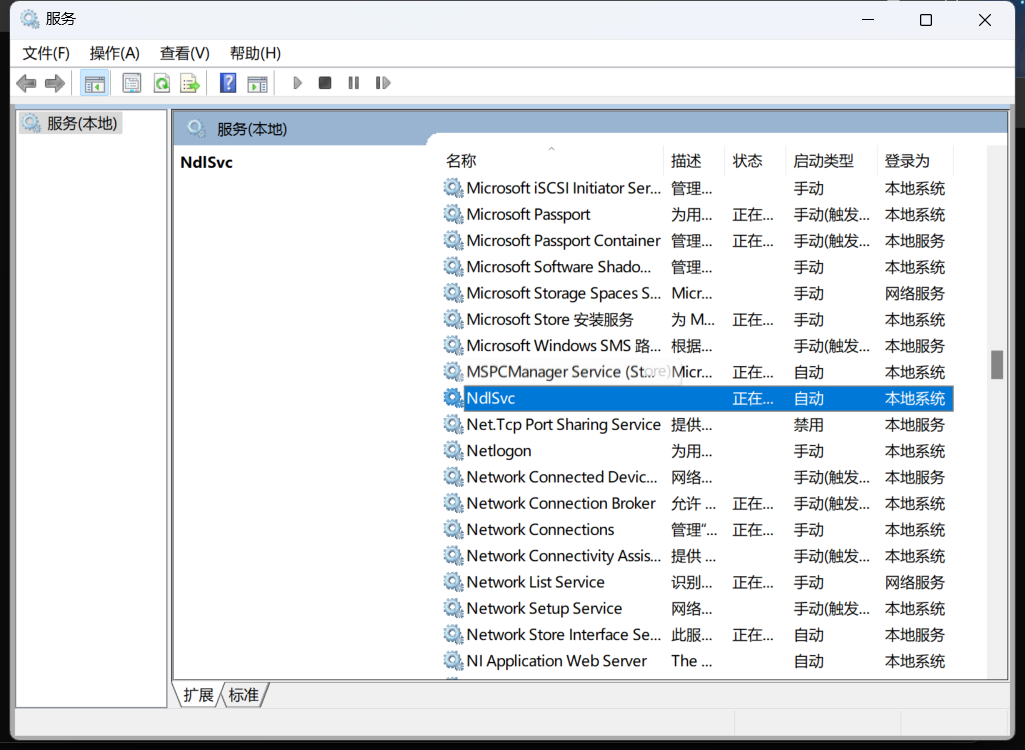 服务
文件(F) 操作(A) 查看(V) 帮助(H)
服务(本地)
服务(本地)
NdlSvc
名称 描述 状态 启动类型 登录为
Microsoft iSCSI Initiator Ser... 管理... 手动 本地系统
Microsoft Passport 为用... 正在... 手动(触发... 本地系统
Microsoft Passport Container 管理... 正在... 手动(触发... 本地服务
Microsoft Software Shado... 管理... 手动 本地系统
Microsoft Storage Spaces S... Micr... 手动 网络服务
Microsoft Store 安装服务 为 M... 正在... 手动 本地系统
Microsoft Windows SMS 路... 根据... 手动(触发... 本地服务
MSPCManager Service (St...ore) Micr... 正在... 自动 本地系统
NdlSvc 正在... 自动 本地系统
Net.Tcp Port Sharing Service 提供... 禁用 本地服务
Netlogon 为用... 手动 本地系统
Network Connected Devic... 网络... 手动(触发... 本地服务
Network Connection Broker 允许 ... 正在... 手动(触发... 本地系统
Network Connections 管理“... 正在... 手动 本地系统
Network Connectivity Assis... 提供 ... 手动(触发... 本地系统
Network List Service 识别... 正在... 手动 网络服务
Network Setup Service 网络... 手动(触发... 本地系统
Network Store Interface Se... 此服... 正在... 自动 本地服务
NI Application Web Server The ... 自动 本地系统
扩展 标准